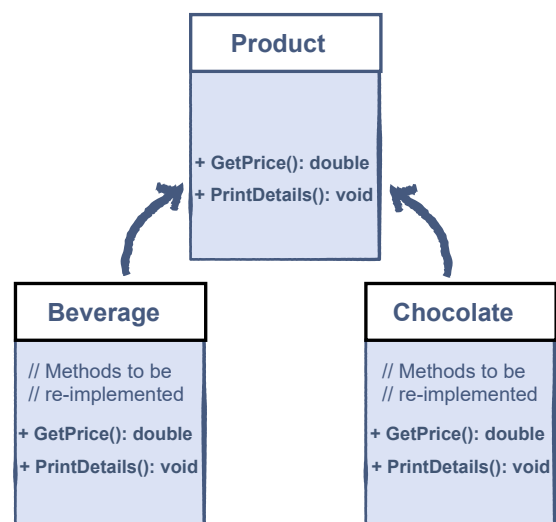 Product
+ GetPrice(): double
+ PrintDetails(): void
Beverage
// Methods to be
// re-implemented
+ GetPrice(): double
+ PrintDetails(): void
Chocolate
// Methods to be
// re-implemented
+ GetPrice(): double
+ PrintDetails(): void